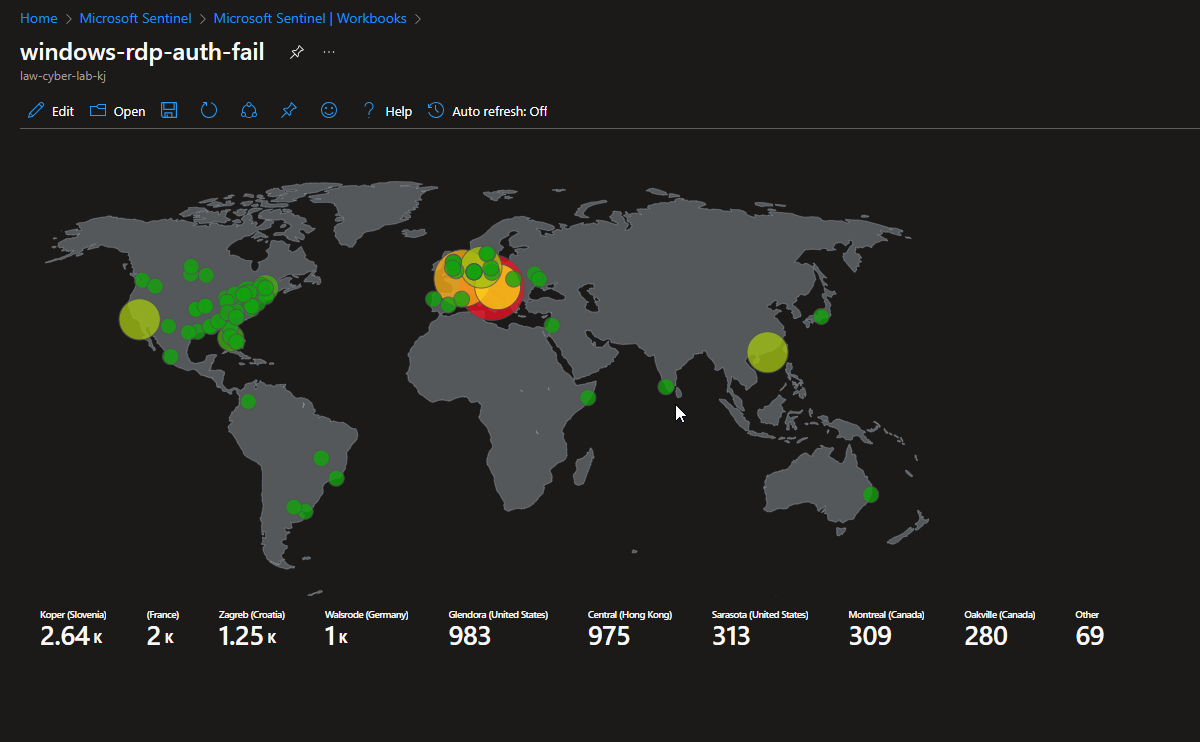 Home > Microsoft Sentinel > Microsoft Sentinel | Workbooks >
windows-rdp-auth-fail
law-cyber-lab-kj
Edit Open Help Auto refresh: Off
Koper (Slovenia) (France) Zagreb (Croatia) Walsrode (Germany) Glendora (United States) Central (Hong Kong) Sarasota (United States) Montreal (Canada) Oakville (Canada) Other
2.64 K 2 K 1.25 K 1 K 983 975 313 309 280 69